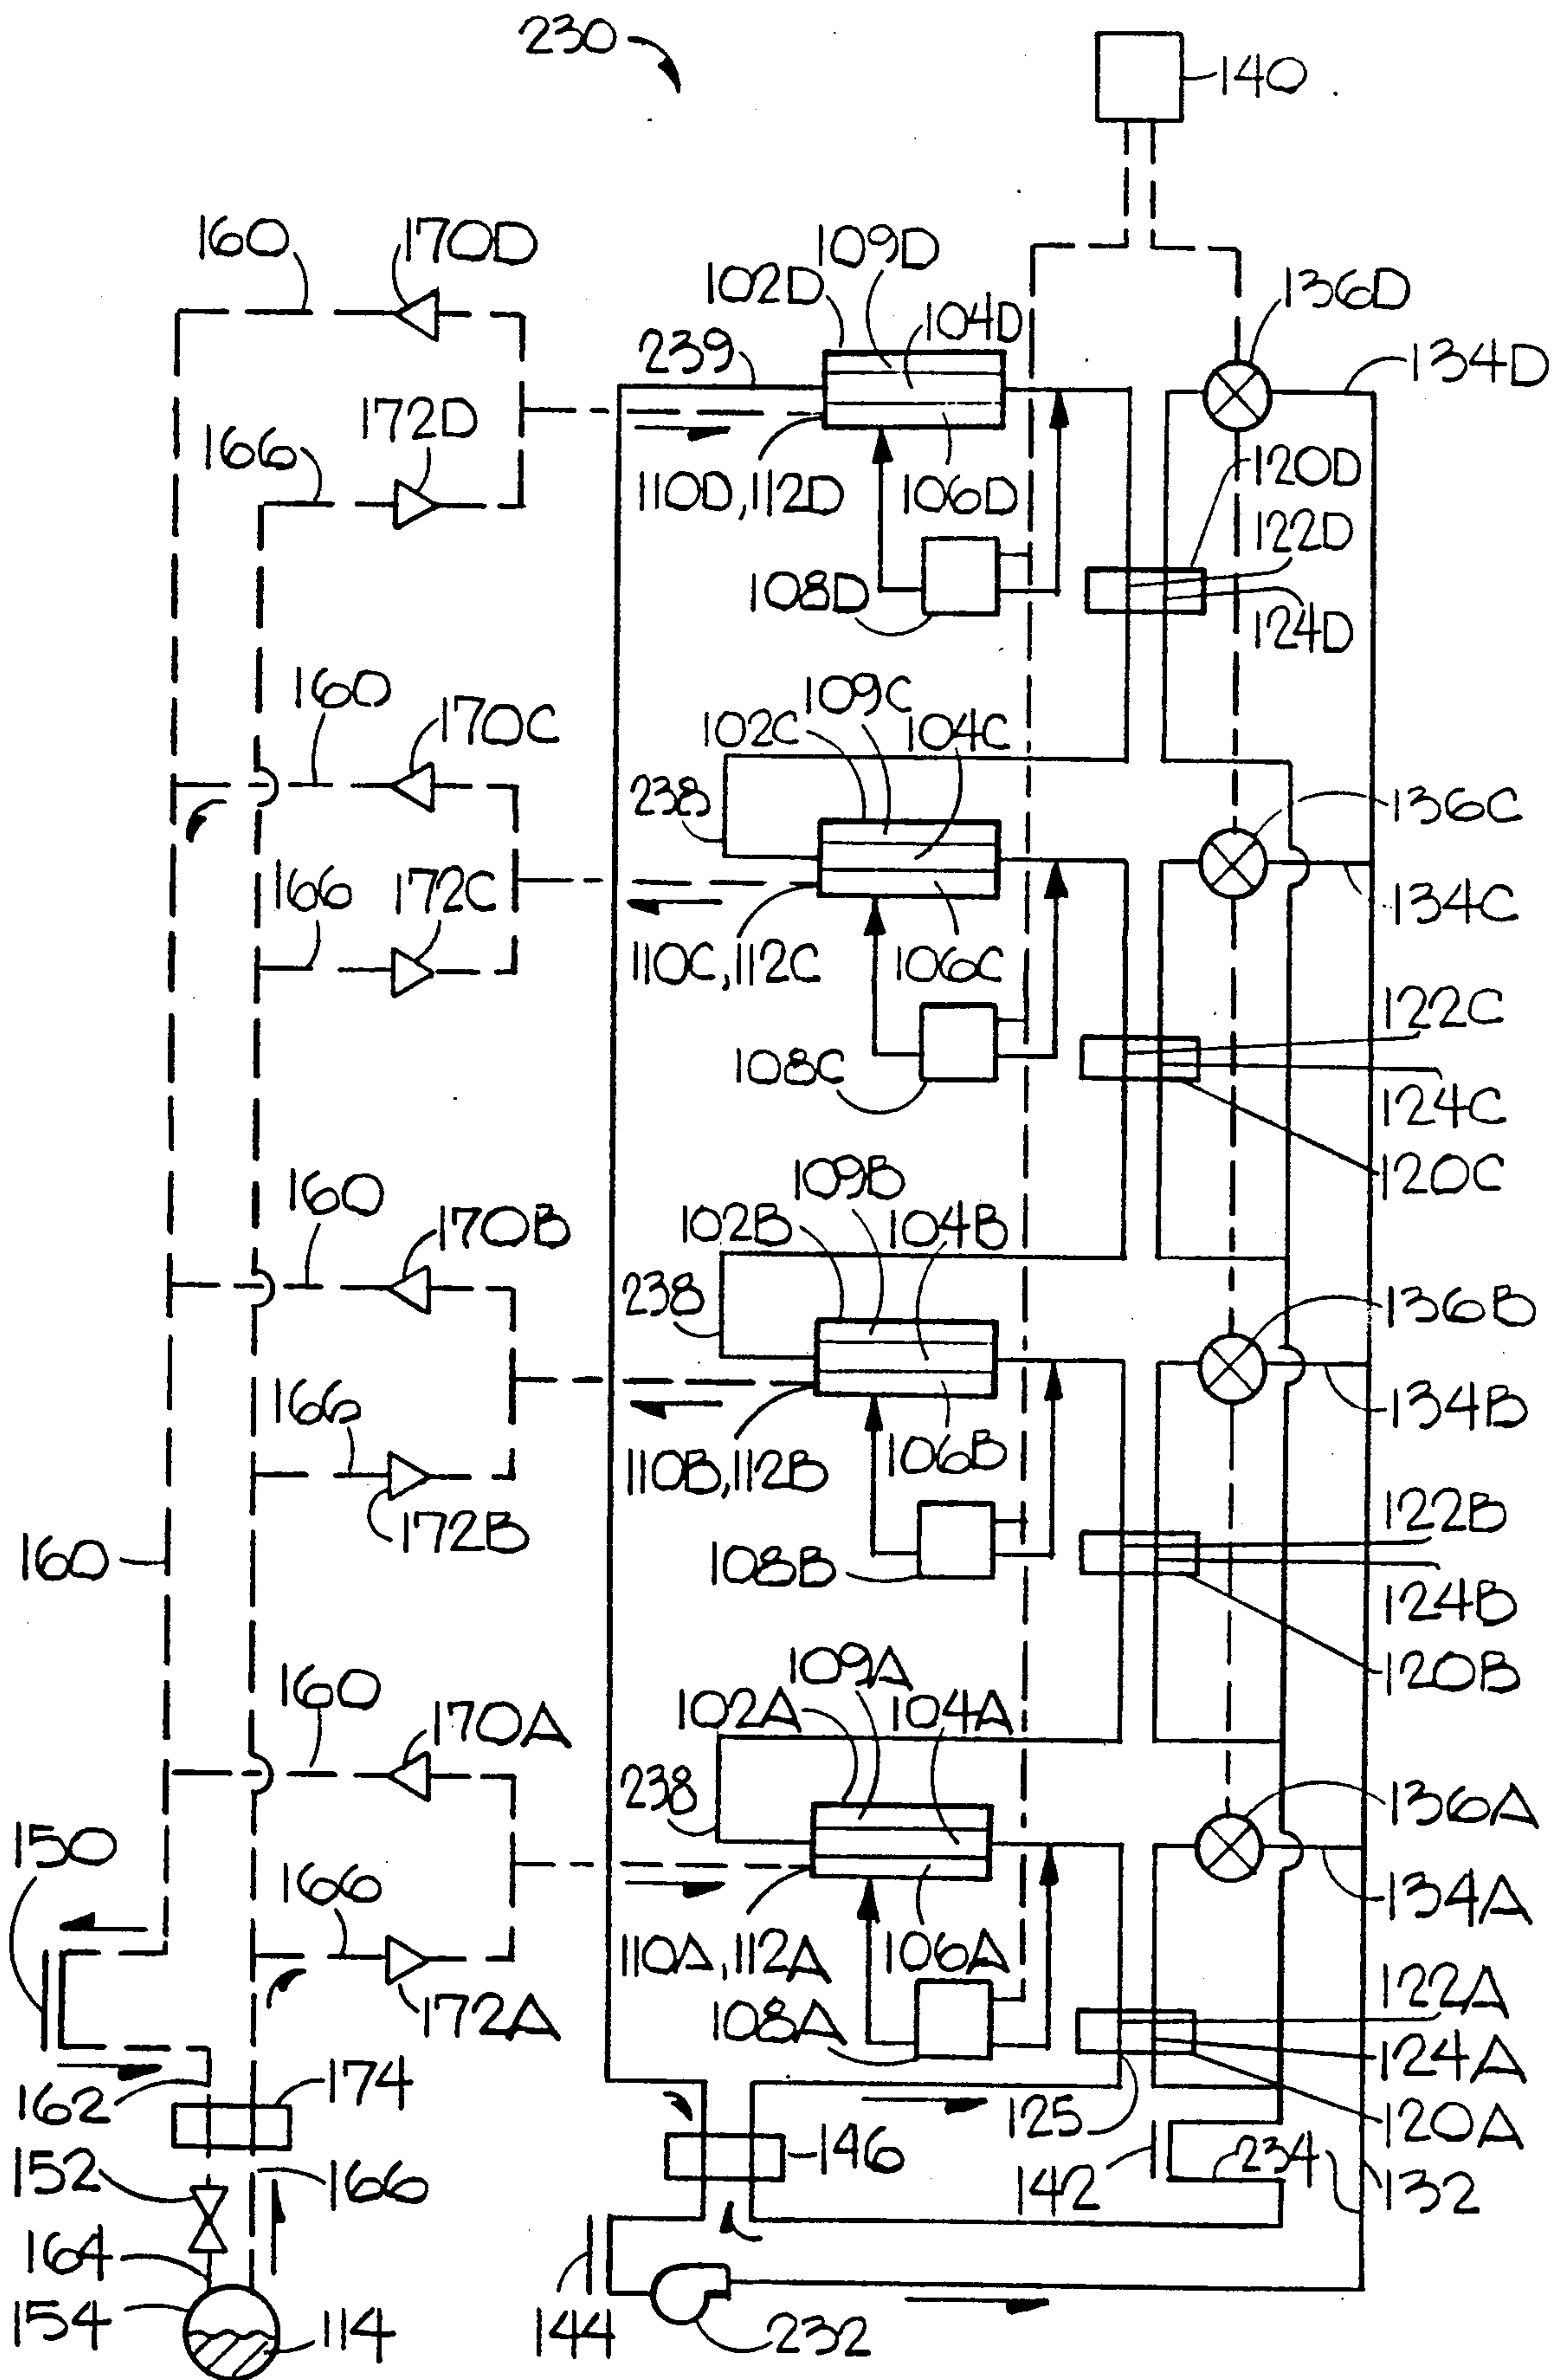 230
140
160
170D
109D
102D
104D
136D
239
134D
166
172D
110D,112D
106D
120D
122D
108D
124D
160
170C
109C
102C
104C
238
136C
166
172C
134C
110C,112C
106C
122C
108C
124C
120C
160
170B
109B
102B
104B
238
136B
134B
166
172B
110B,112B
106B
122B
160
108B
124B
120B
160
170A
109A
102A
104A
238
136A
150
134A
166
172A
110A,112A
106A
122A
108A
124A
162
174
125
120A
152
166
146
142
234
132
164
154
114
144
232